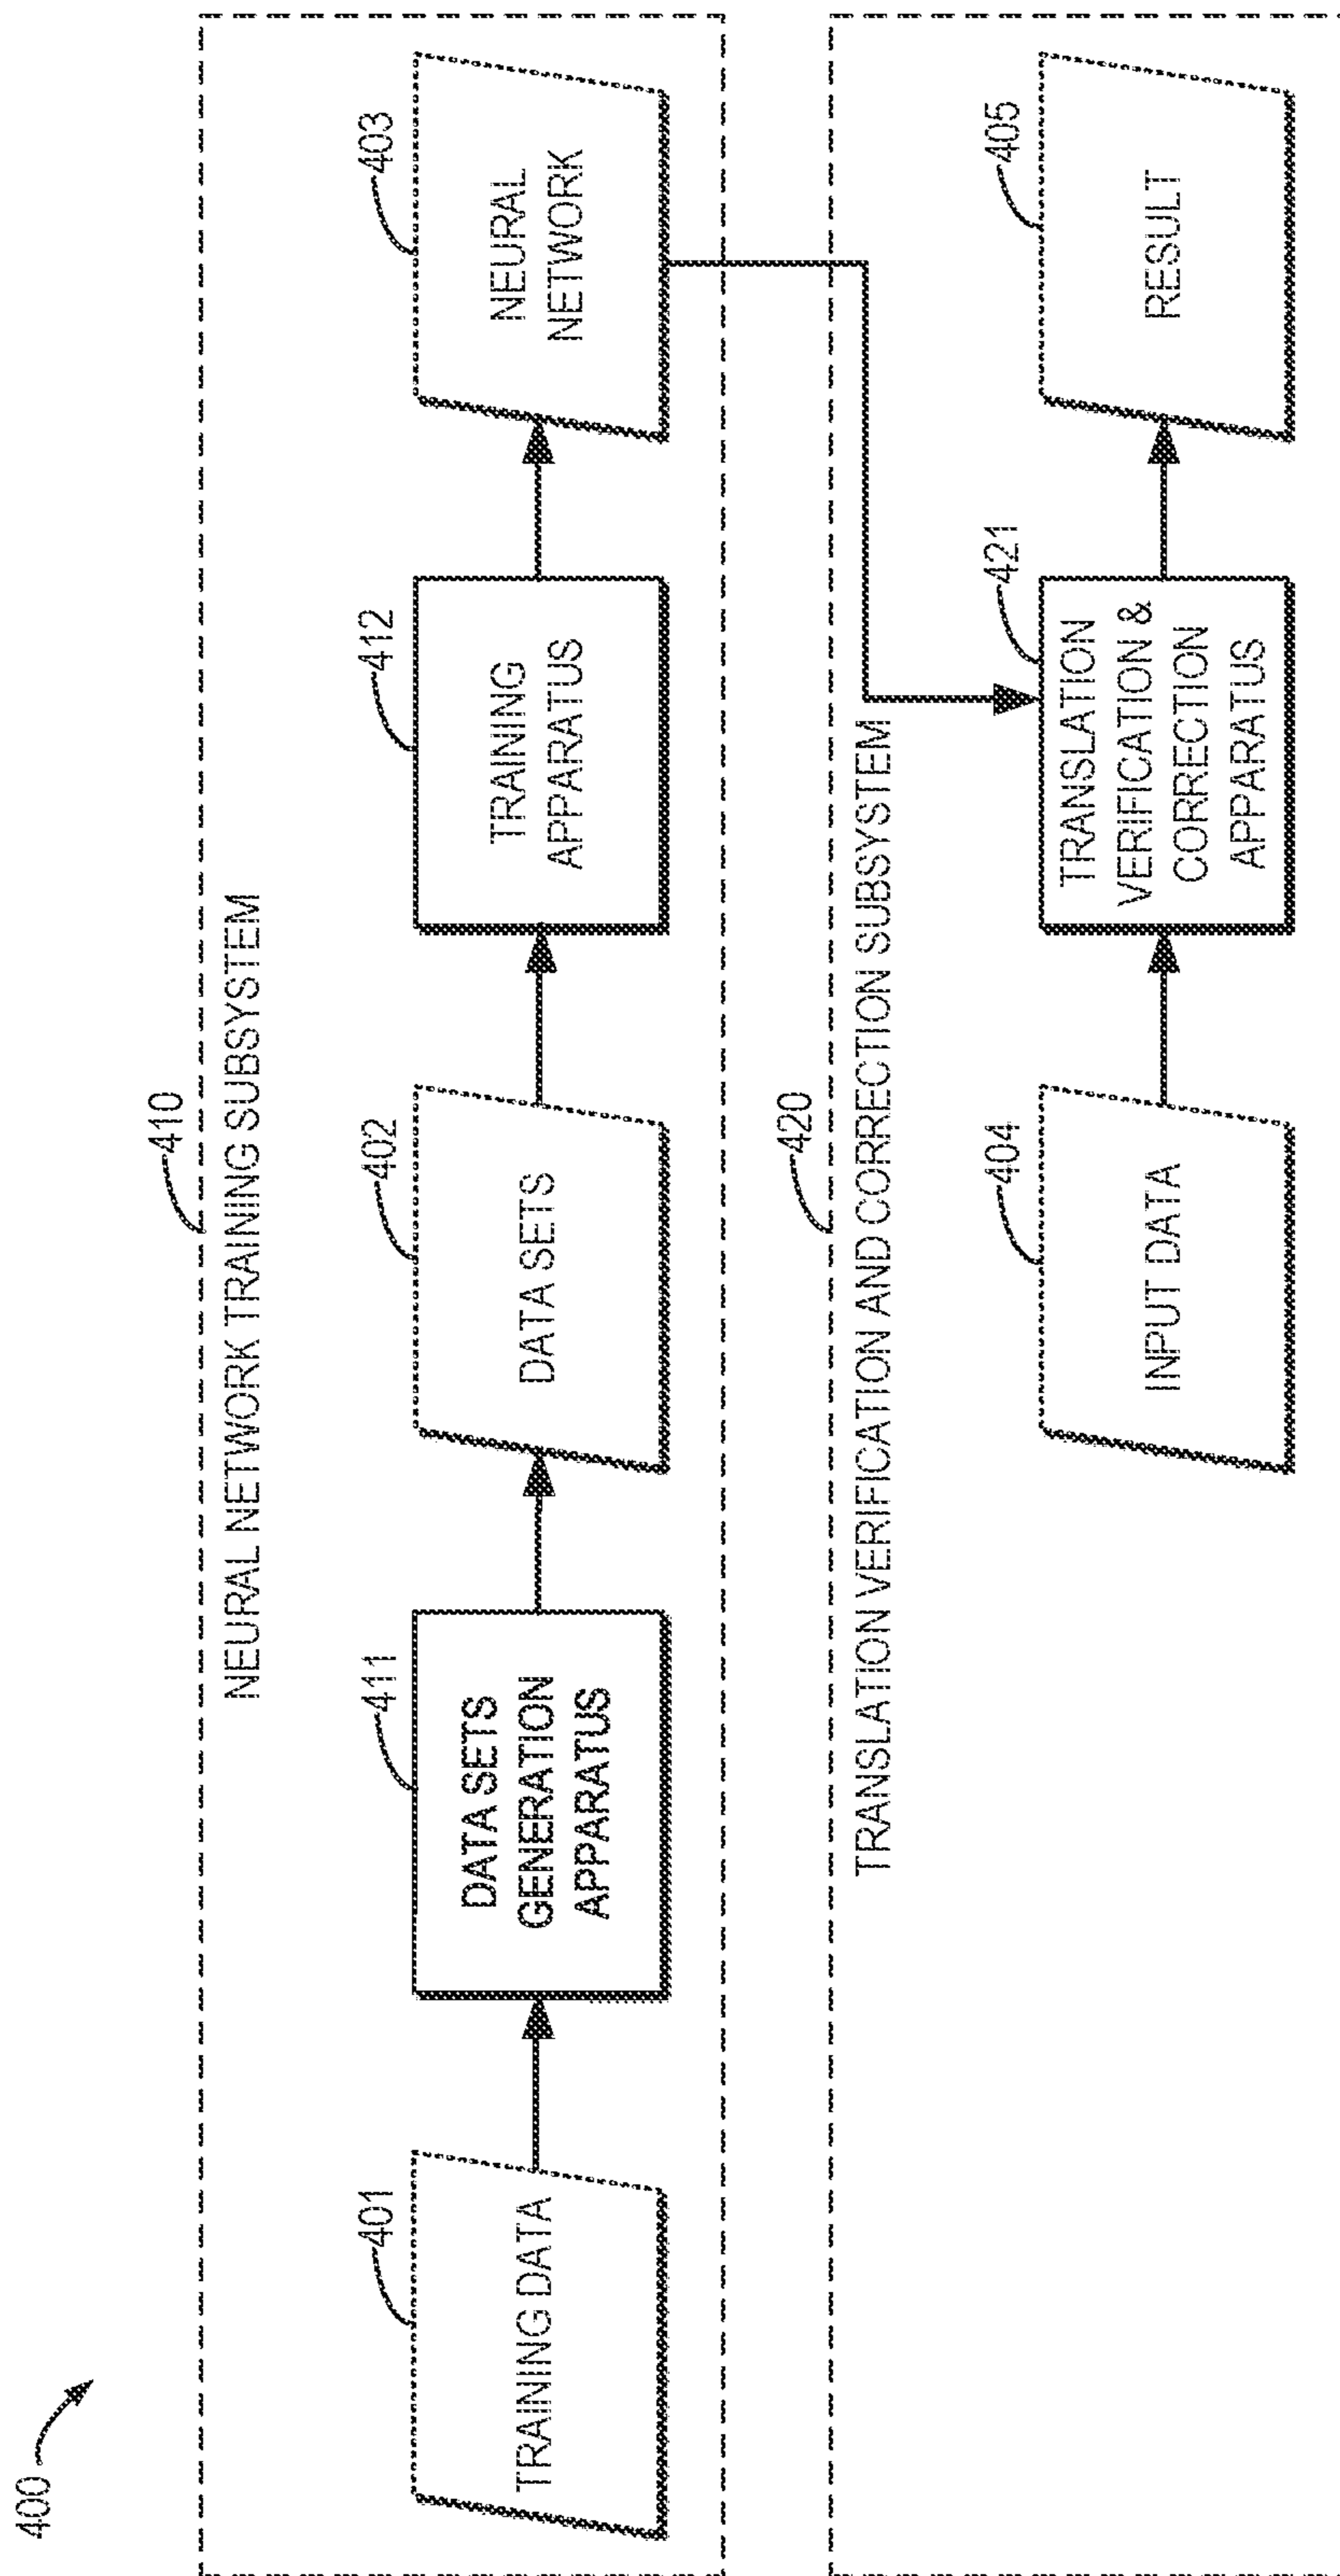 400
410
NEURAL NETWORK TRAINING SUBSYSTEM
401
TRAINING DATA
411
DATA SETS
GENERATION
APPARATUS
402
DATA SETS
412
TRAINING
APPARATUS
403
NEURAL
NETWORK
420
TRANSLATION VERIFICATION AND CORRECTION SUBSYSTEM
404
INPUT DATA
421
TRANSLATION
VERIFICATION &
CORRECTION
APPARATUS
405
RESULT